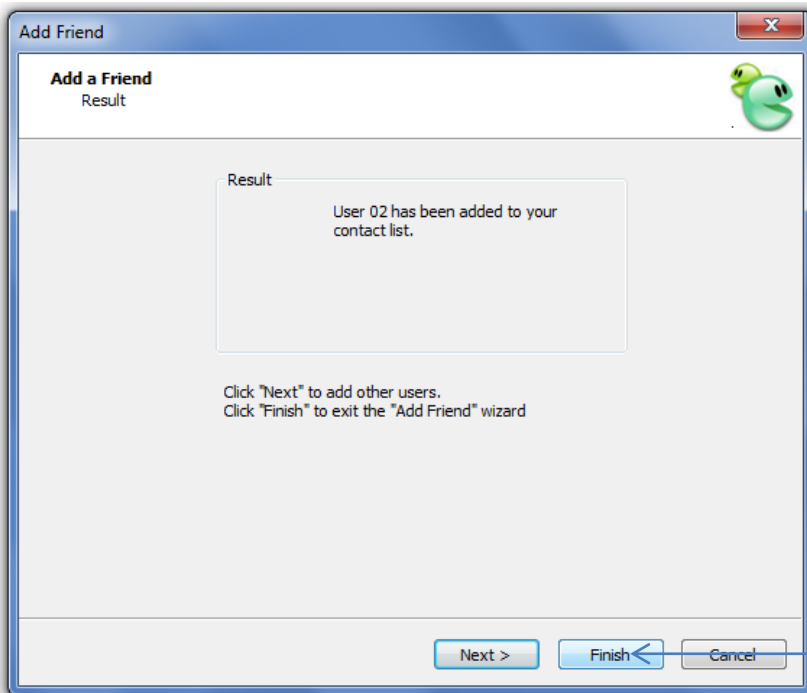 Add Friend
Add a Friend
Result
Result
User 02 has been added to your
contact list.
Click "Next" to add other users.
Click "Finish" to exit the "Add Friend" wizard
Next >
Finish
Cancel